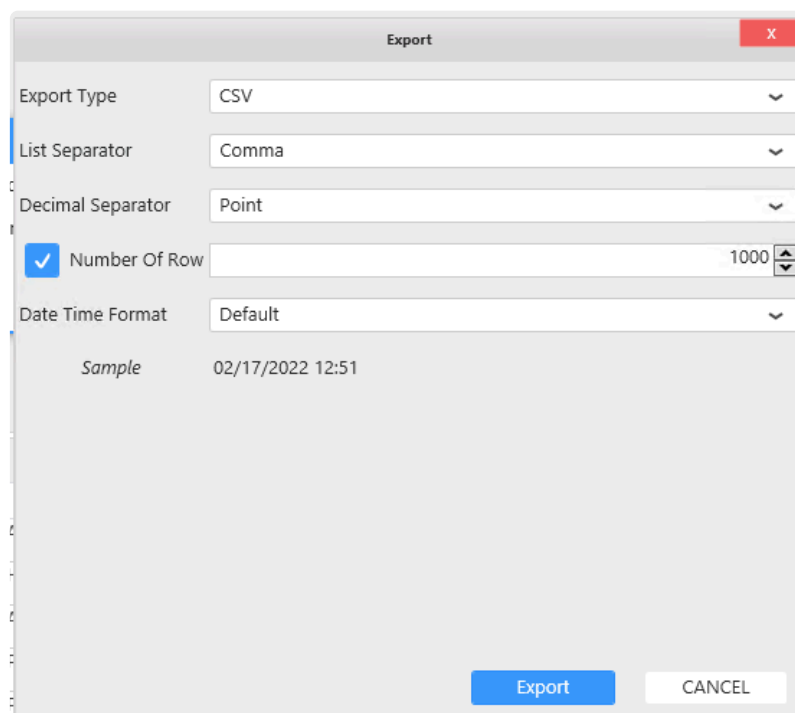 Export
x
Export Type CSV
List Separator Comma
Decimal Separator Point
Number Of Row 1000
Date Time Format Default
Sample 02/17/2022 12:51
Export CANCEL